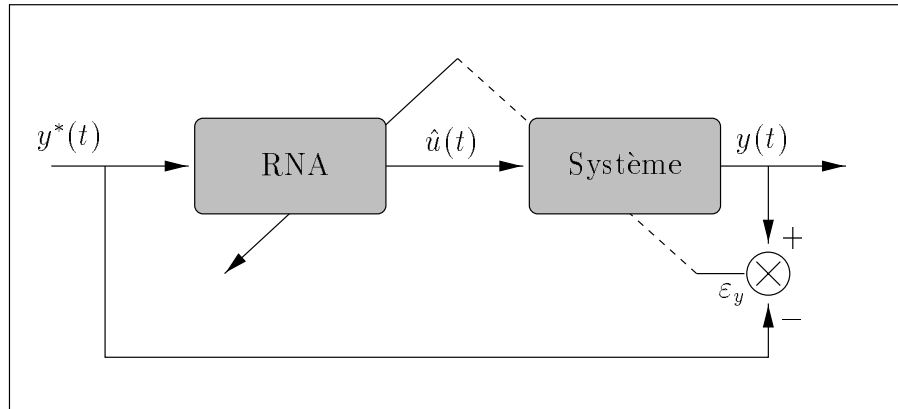 y*(t)
RNA
û(t)
Système
y(t)
+
ε_y
−